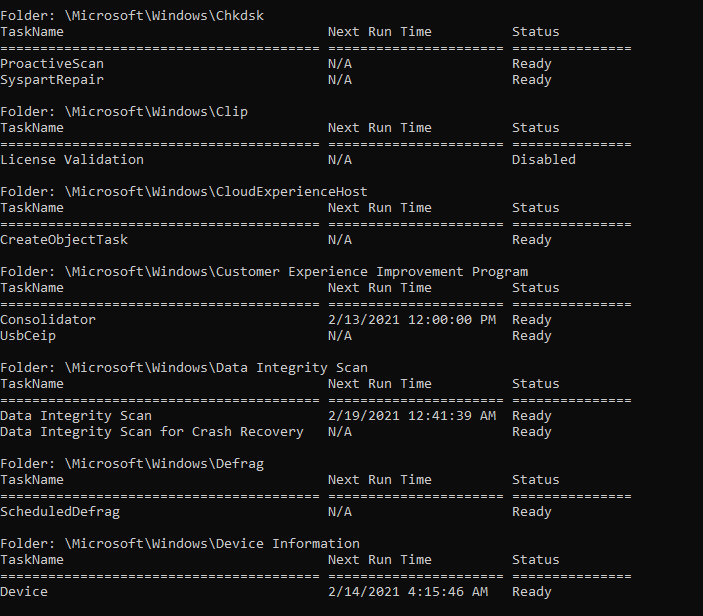 Folder: \Microsoft\Windows\Chkdsk
TaskName                                 Next Run Time          Status
======================================== ====================== ===============
ProactiveScan                            N/A                    Ready
SyspartRepair                            N/A                    Ready

Folder: \Microsoft\Windows\Clip
TaskName                                 Next Run Time          Status
======================================== ====================== ===============
License Validation                       N/A                    Disabled

Folder: \Microsoft\Windows\CloudExperienceHost
TaskName                                 Next Run Time          Status
======================================== ====================== ===============
CreateObjectTask                         N/A                    Ready

Folder: \Microsoft\Windows\Customer Experience Improvement Program
TaskName                                 Next Run Time          Status
======================================== ====================== ===============
Consolidator                             2/13/2021 12:00:00 PM  Ready
UsbCeip                                  N/A                    Ready

Folder: \Microsoft\Windows\Data Integrity Scan
TaskName                                 Next Run Time          Status
======================================== ====================== ===============
Data Integrity Scan                      2/19/2021 12:41:39 AM  Ready
Data Integrity Scan for Crash Recovery   N/A                    Ready

Folder: \Microsoft\Windows\Defrag
TaskName                                 Next Run Time          Status
======================================== ====================== ===============
ScheduledDefrag                          N/A                    Ready

Folder: \Microsoft\Windows\Device Information
TaskName                                 Next Run Time          Status
======================================== ====================== ===============
Device                                   2/14/2021 4:15:46 AM   Ready